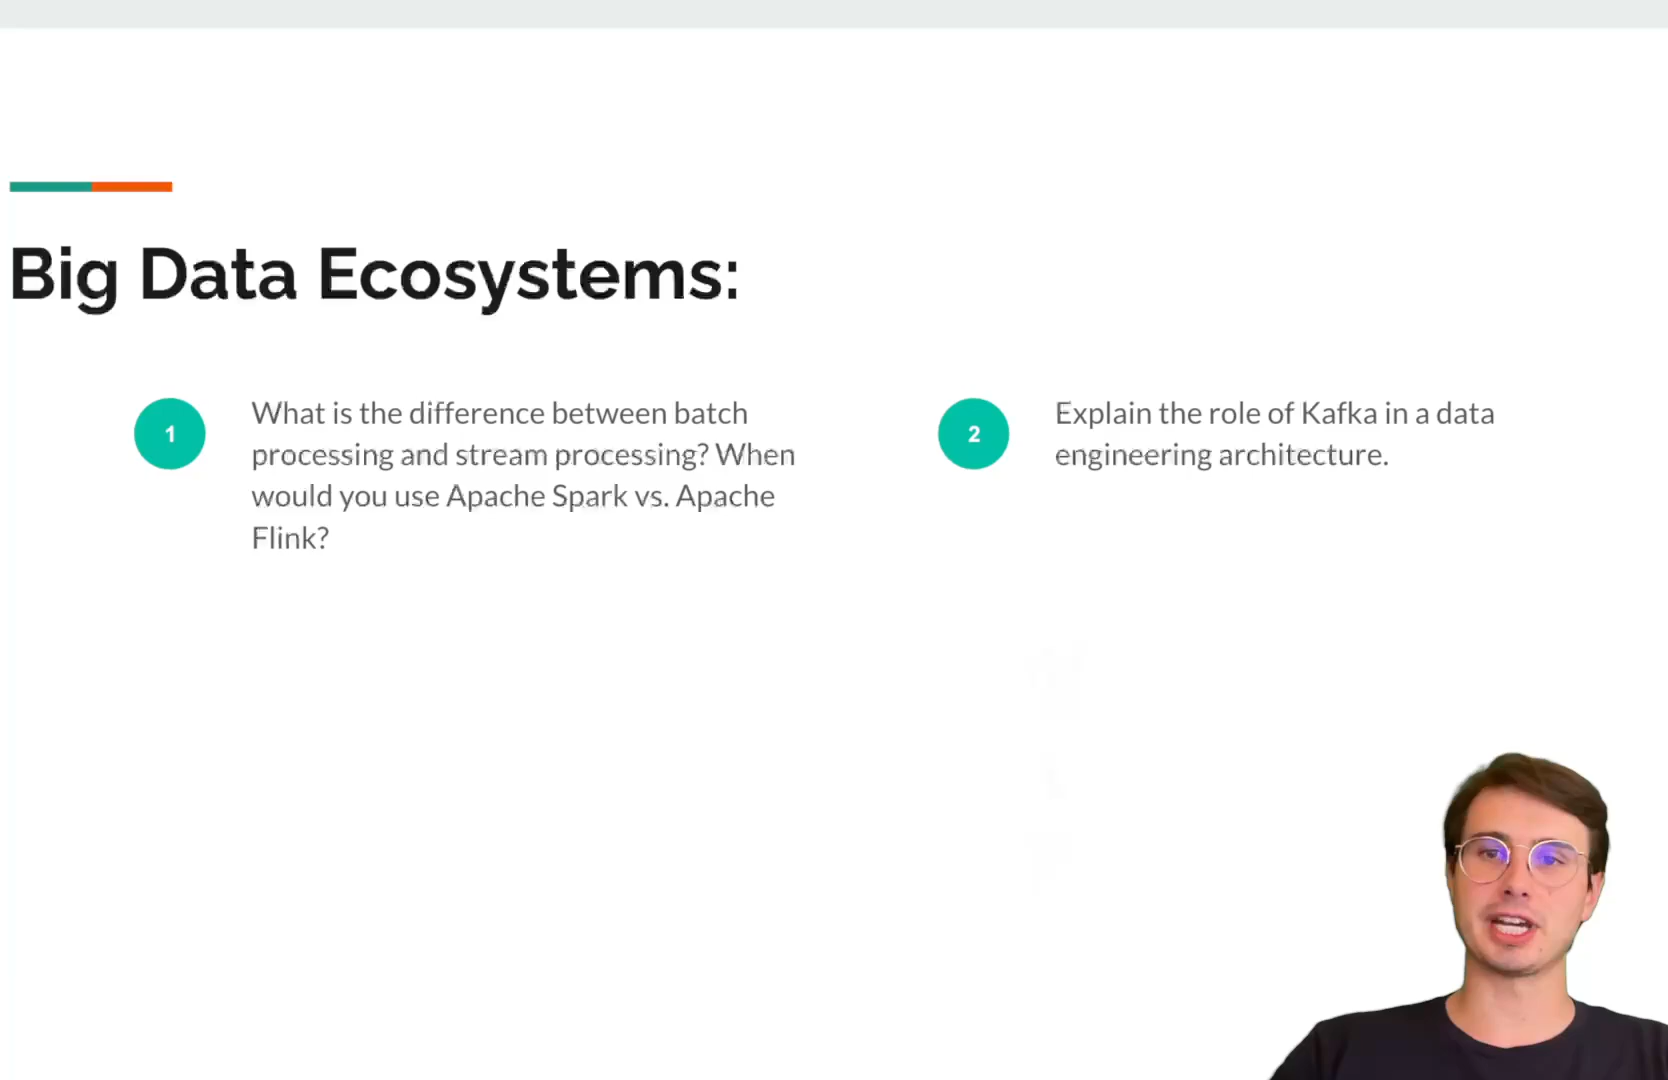 Big Data Ecosystems:
1
What is the difference between batch
processing and stream processing? When
would you use Apache Spark vs. Apache
Flink?
2
Explain the role of Kafka in a data
engineering architecture.